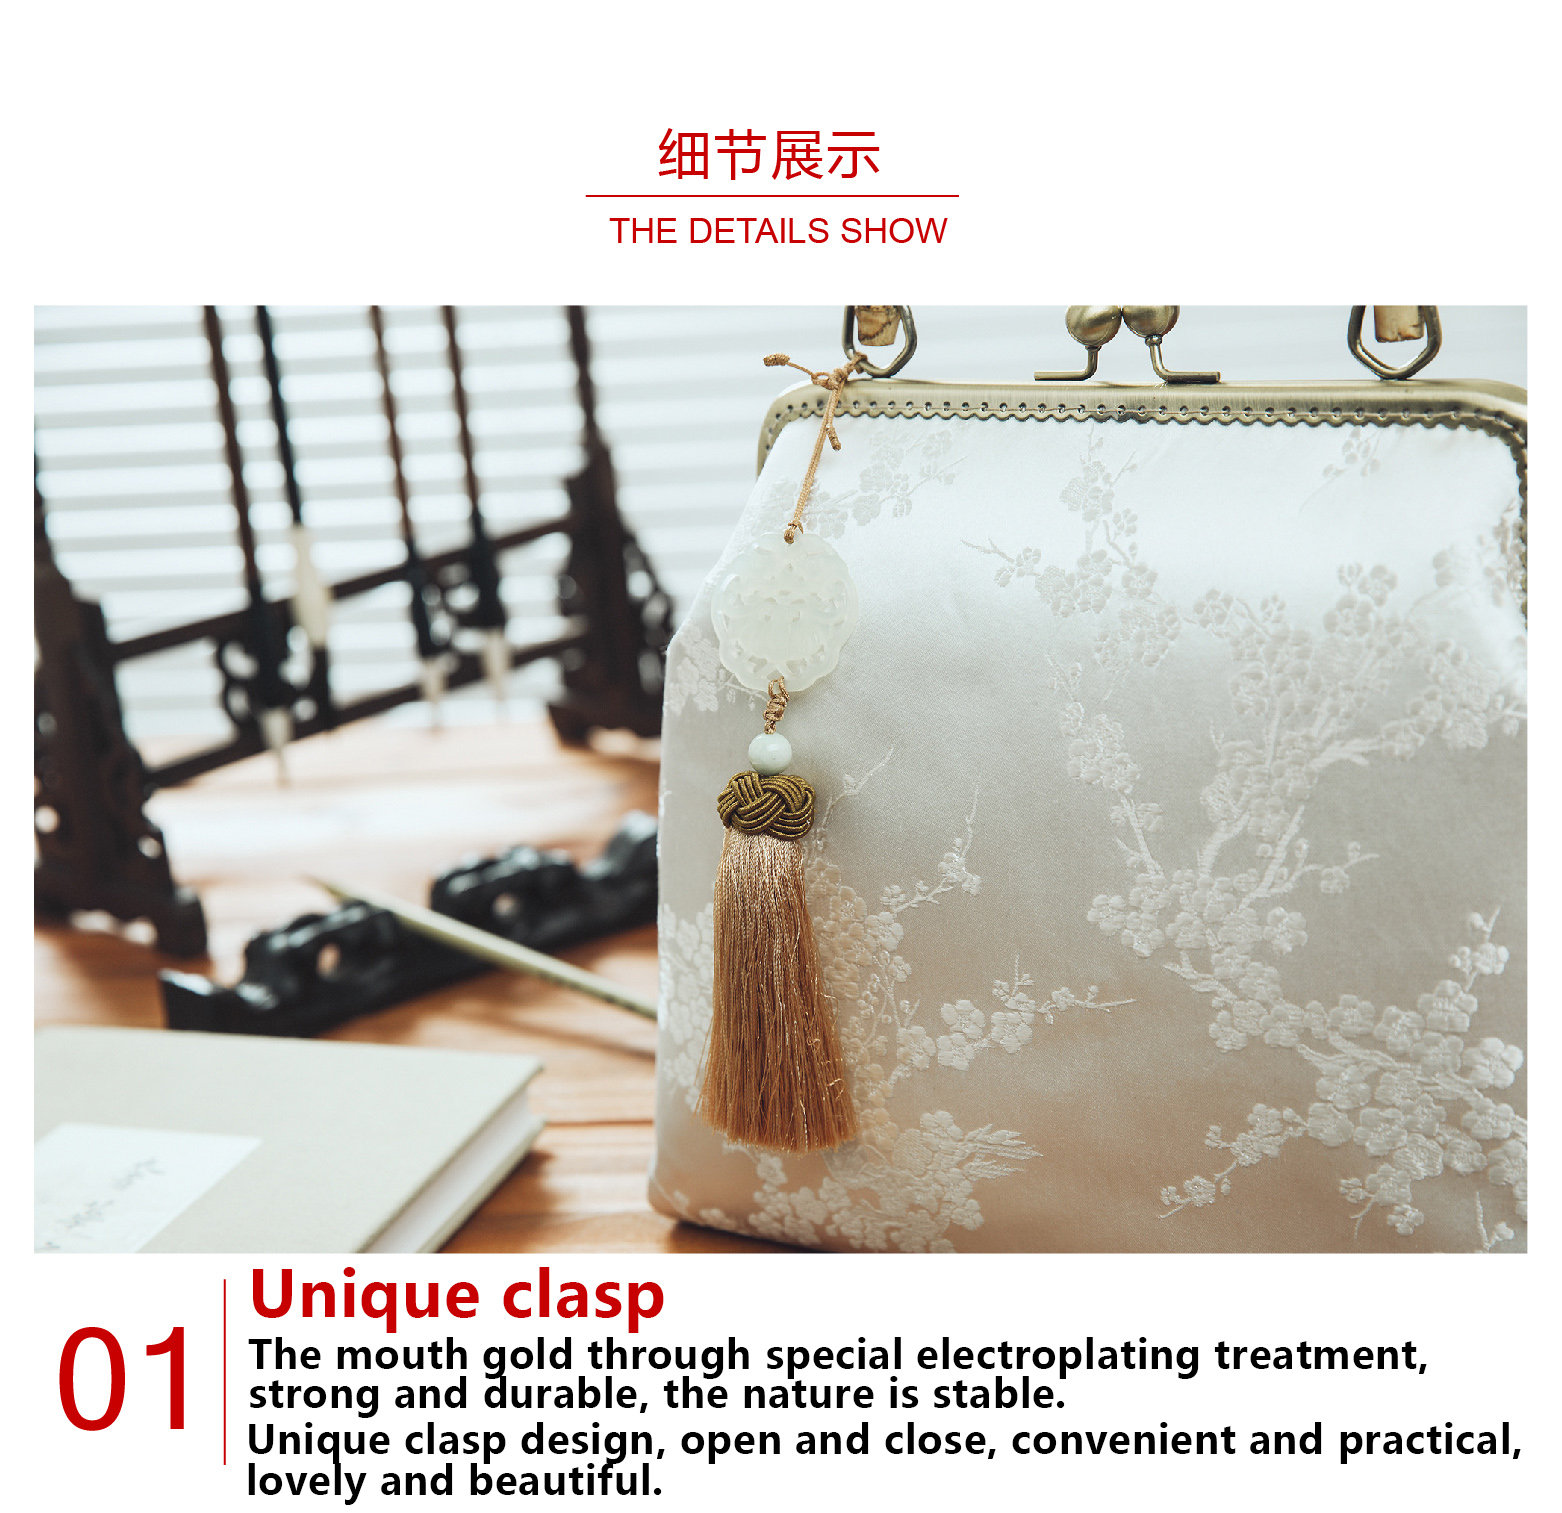 细节展示
THE DETAILS SHOW
01
Unique clasp
The mouth gold through special electroplating treatment,
strong and durable, the nature is stable.
Unique clasp design, open and close, convenient and practical,
lovely and beautiful.